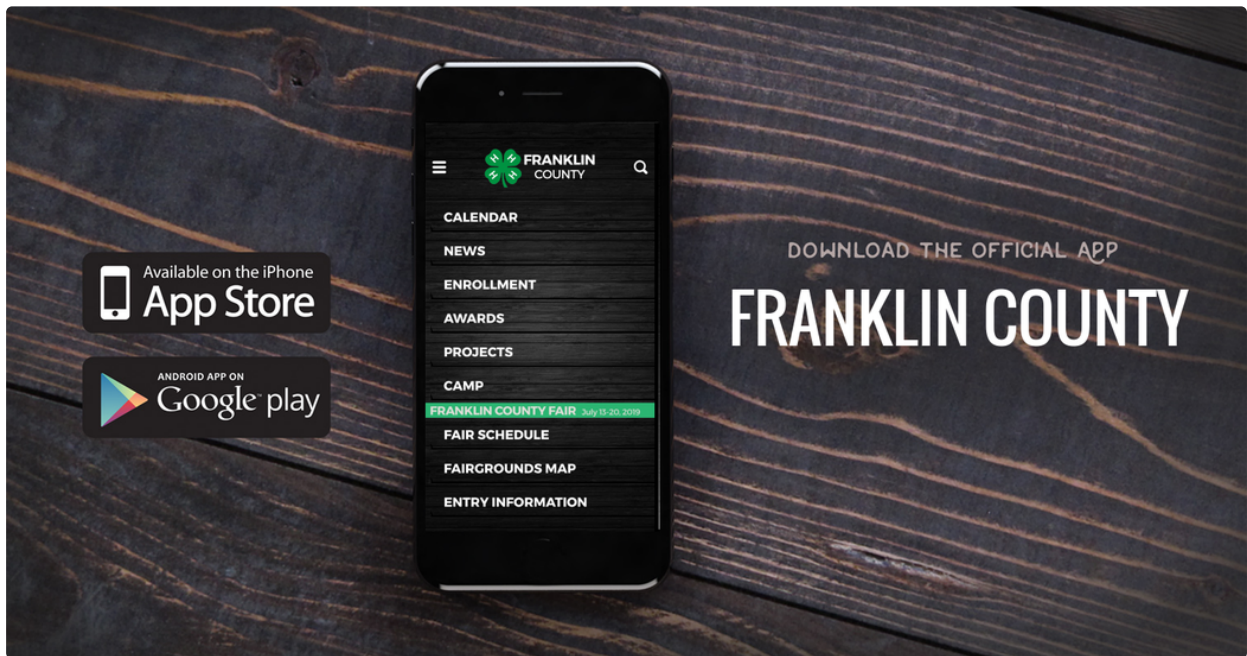 Available on the iPhone
App Store
ANDROID APP ON
Google play
H H
H H
FRANKLIN
COUNTY
CALENDAR
NEWS
ENROLLMENT
AWARDS
PROJECTS
CAMP
FRANKLIN COUNTY FAIR July 13-20, 2019
FAIR SCHEDULE
FAIRGROUNDS MAP
ENTRY INFORMATION
DOWNLOAD THE OFFICIAL APP
FRANKLIN COUNTY